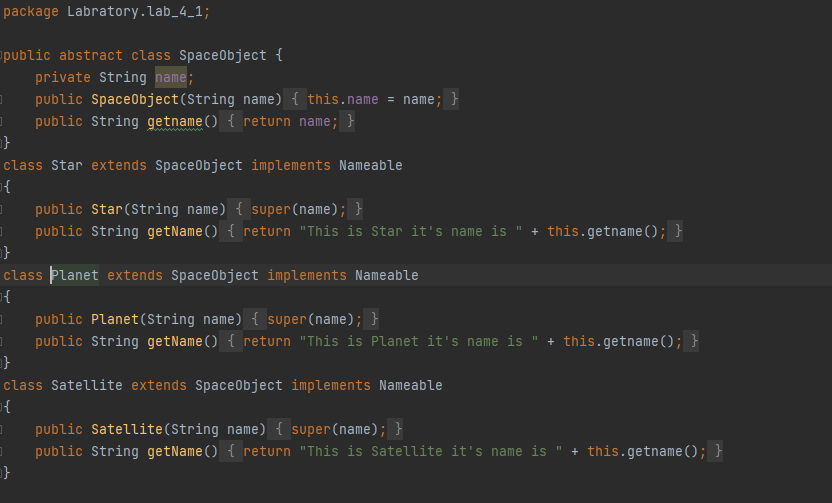 package Labratory.lab_4_1;
public abstract class SpaceObject {
private String name;
public SpaceObject(String name) { this.name = name; }
public String getname() { return name; }
}
class Star extends SpaceObject implements Nameable
{
public Star(String name) { super(name); }
public String getName() { return "This is Star it's name is " + this.getname(); }
}
class Planet extends SpaceObject implements Nameable
{
public Planet(String name) { super(name); }
public String getName() { return "This is Planet it's name is " + this.getname(); }
}
class Satellite extends SpaceObject implements Nameable
{
public Satellite(String name) { super(name); }
public String getName() { return "This is Satellite it's name is " + this.getname(); }
}